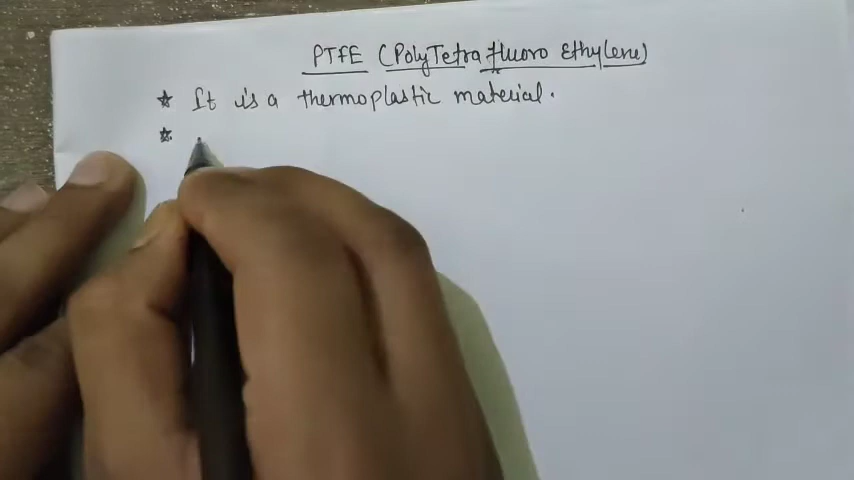 PTFE (PolyTetra fluoro Ethylene)
★ It is a thermoplastic material.
★